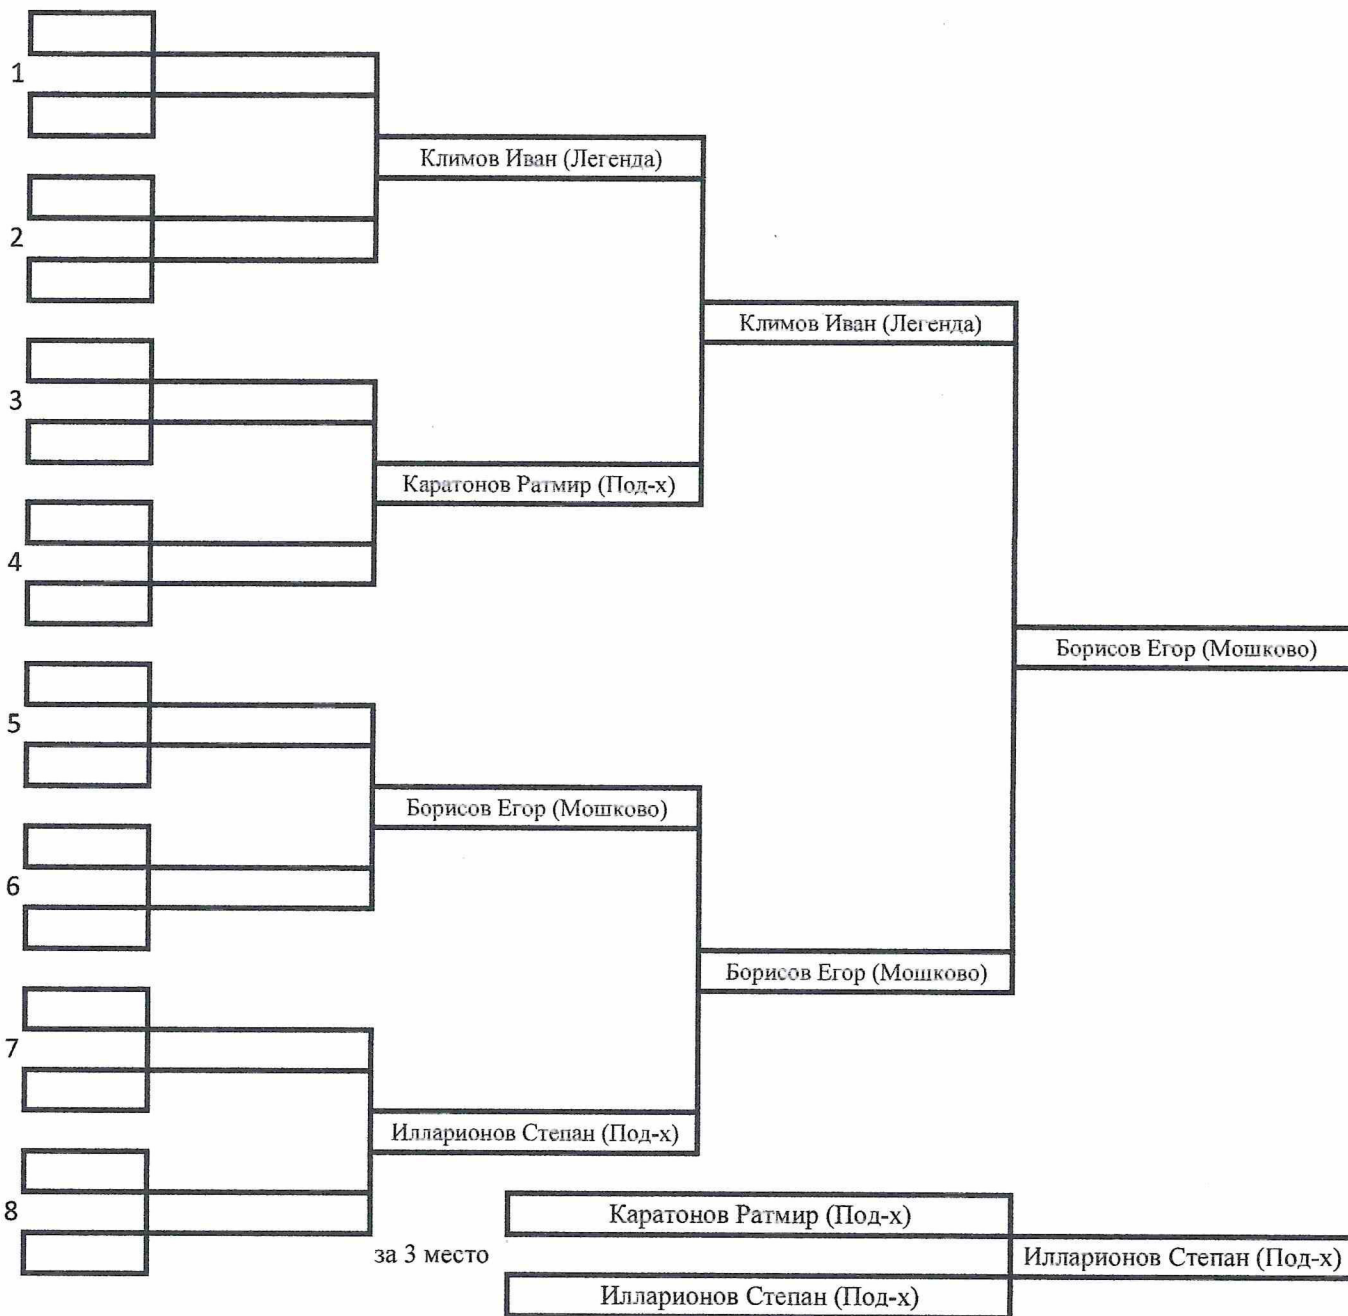 1
Климов Иван (Легенда)
2
Климов Иван (Легенда)
3
Каратонов Ратмир (Под-х)
4
Борисов Егор (Мошково)
5
Борисов Егор (Мошково)
6
Борисов Егор (Мошково)
7
Илларионов Степан (Под-х)
8
Каратонов Ратмир (Под-х)
за 3 место
Илларионов Степан (Под-х)
Илларионов Степан (Под-х)